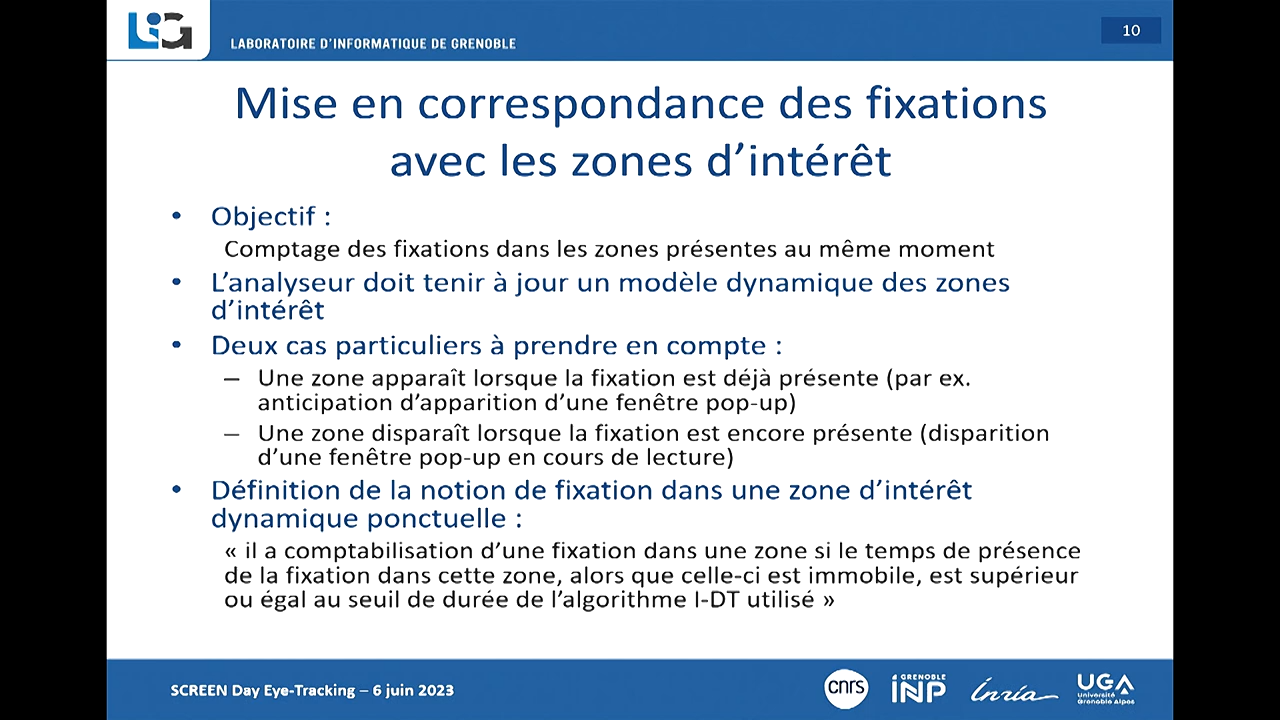 LIG
LABORATOIRE D'INFORMATIQUE DE GRENOBLE
10
Mise en correspondance des fixations
avec les zones d’intérêt
• Objectif :
Comptage des fixations dans les zones présentes au même moment
• L’analyseur doit tenir à jour un modèle dynamique des zones
d’intérêt
• Deux cas particuliers à prendre en compte :
– Une zone apparaît lorsque la fixation est déjà présente (par ex.
anticipation d’apparition d’une fenêtre pop-up)
– Une zone disparaît lorsque la fixation est encore présente (disparition
d’une fenêtre pop-up en cours de lecture)
• Définition de la notion de fixation dans une zone d’intérêt
dynamique ponctuelle :
« il a comptabilisation d’une fixation dans une zone si le temps de présence
de la fixation dans cette zone, alors que celle-ci est immobile, est supérieur
ou égal au seuil de durée de l’algorithme I-DT utilisé »
SCREEN Day Eye-Tracking – 6 juin 2023
cnrs
GRENOBLE
INP
Inria
UGA
Université
Grenoble Alpes